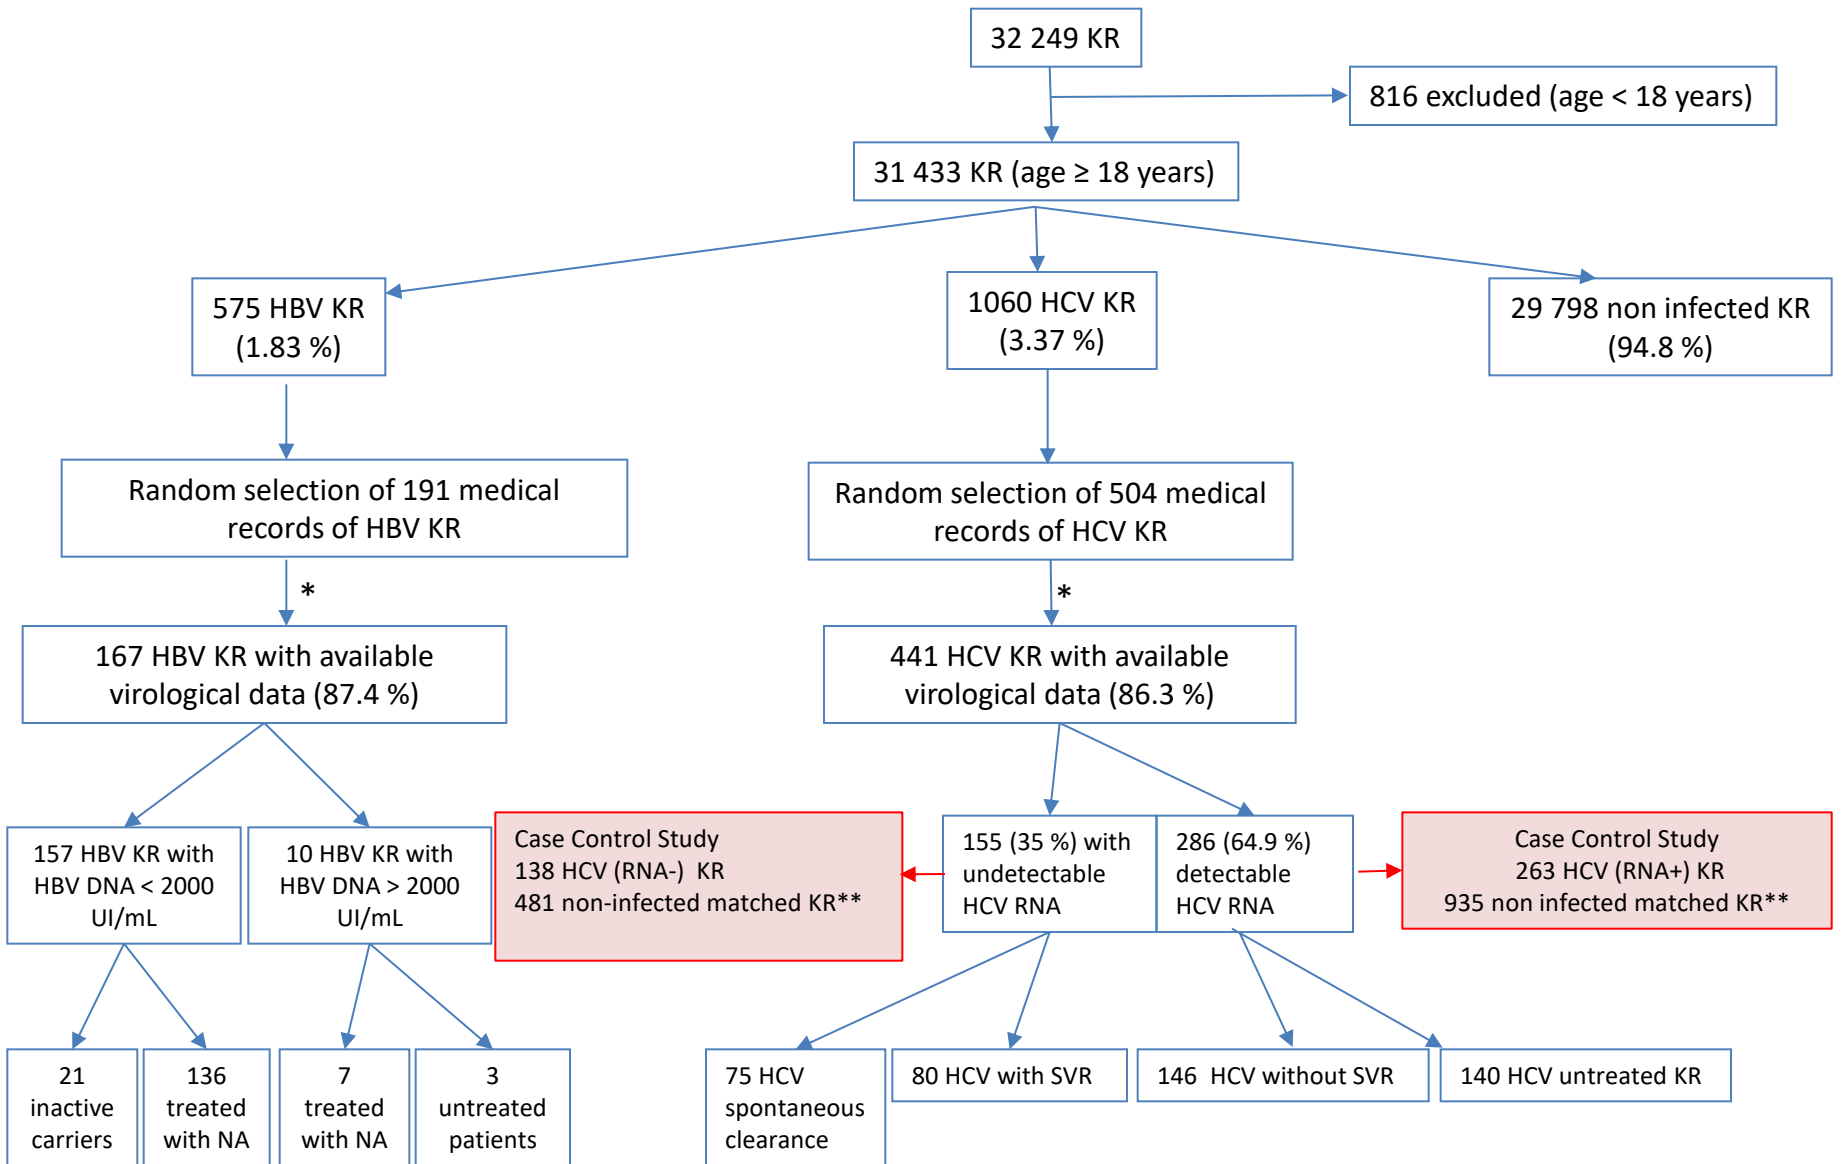 32 249 KR
816 excluded (age < 18 years)
31 433 KR (age ≥ 18 years)
575 HBV KR
(1.83 %)
1060 HCV KR
(3.37 %)
29 798 non infected KR
(94.8 %)
Random selection of 191 medical
records of HBV KR
Random selection of 504 medical
records of HCV KR
*
*
167 HBV KR with available
virological data (87.4 %)
441 HCV KR with available
virological data (86.3 %)
157 HBV KR with
HBV DNA < 2000
UI/mL
10 HBV KR with
HBV DNA > 2000
UI/mL
Case Control Study
138 HCV (RNA-) KR
481 non-infected matched KR**
155 (35 %) with
undetectable
HCV RNA
286 (64.9 %)
detectable
HCV RNA
Case Control Study
263 HCV (RNA+) KR
935 non infected matched KR**
21
inactive
carriers
136
treated
with NA
7
treated
with NA
3
untreated
patients
75 HCV
spontaneous
clearance
80 HCV with SVR
146 HCV without SVR
140 HCV untreated KR